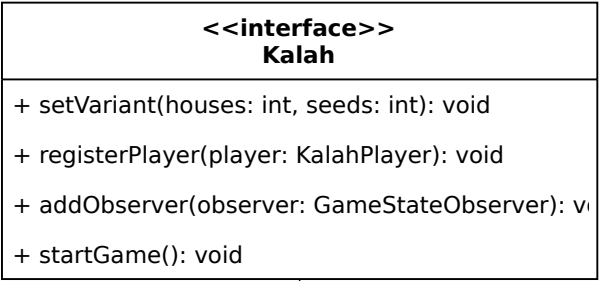 <<interface>>
Kalah
+ setVariant(houses: int, seeds: int): void
+ registerPlayer(player: KalahPlayer): void
+ addObserver(observer: GameStateObserver):
+ startGame(): void